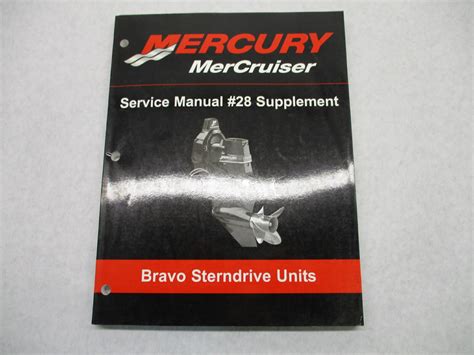 MERCURY
MerCruiser
Service Manual #28 Supplement
Bravo Sterndrive Units